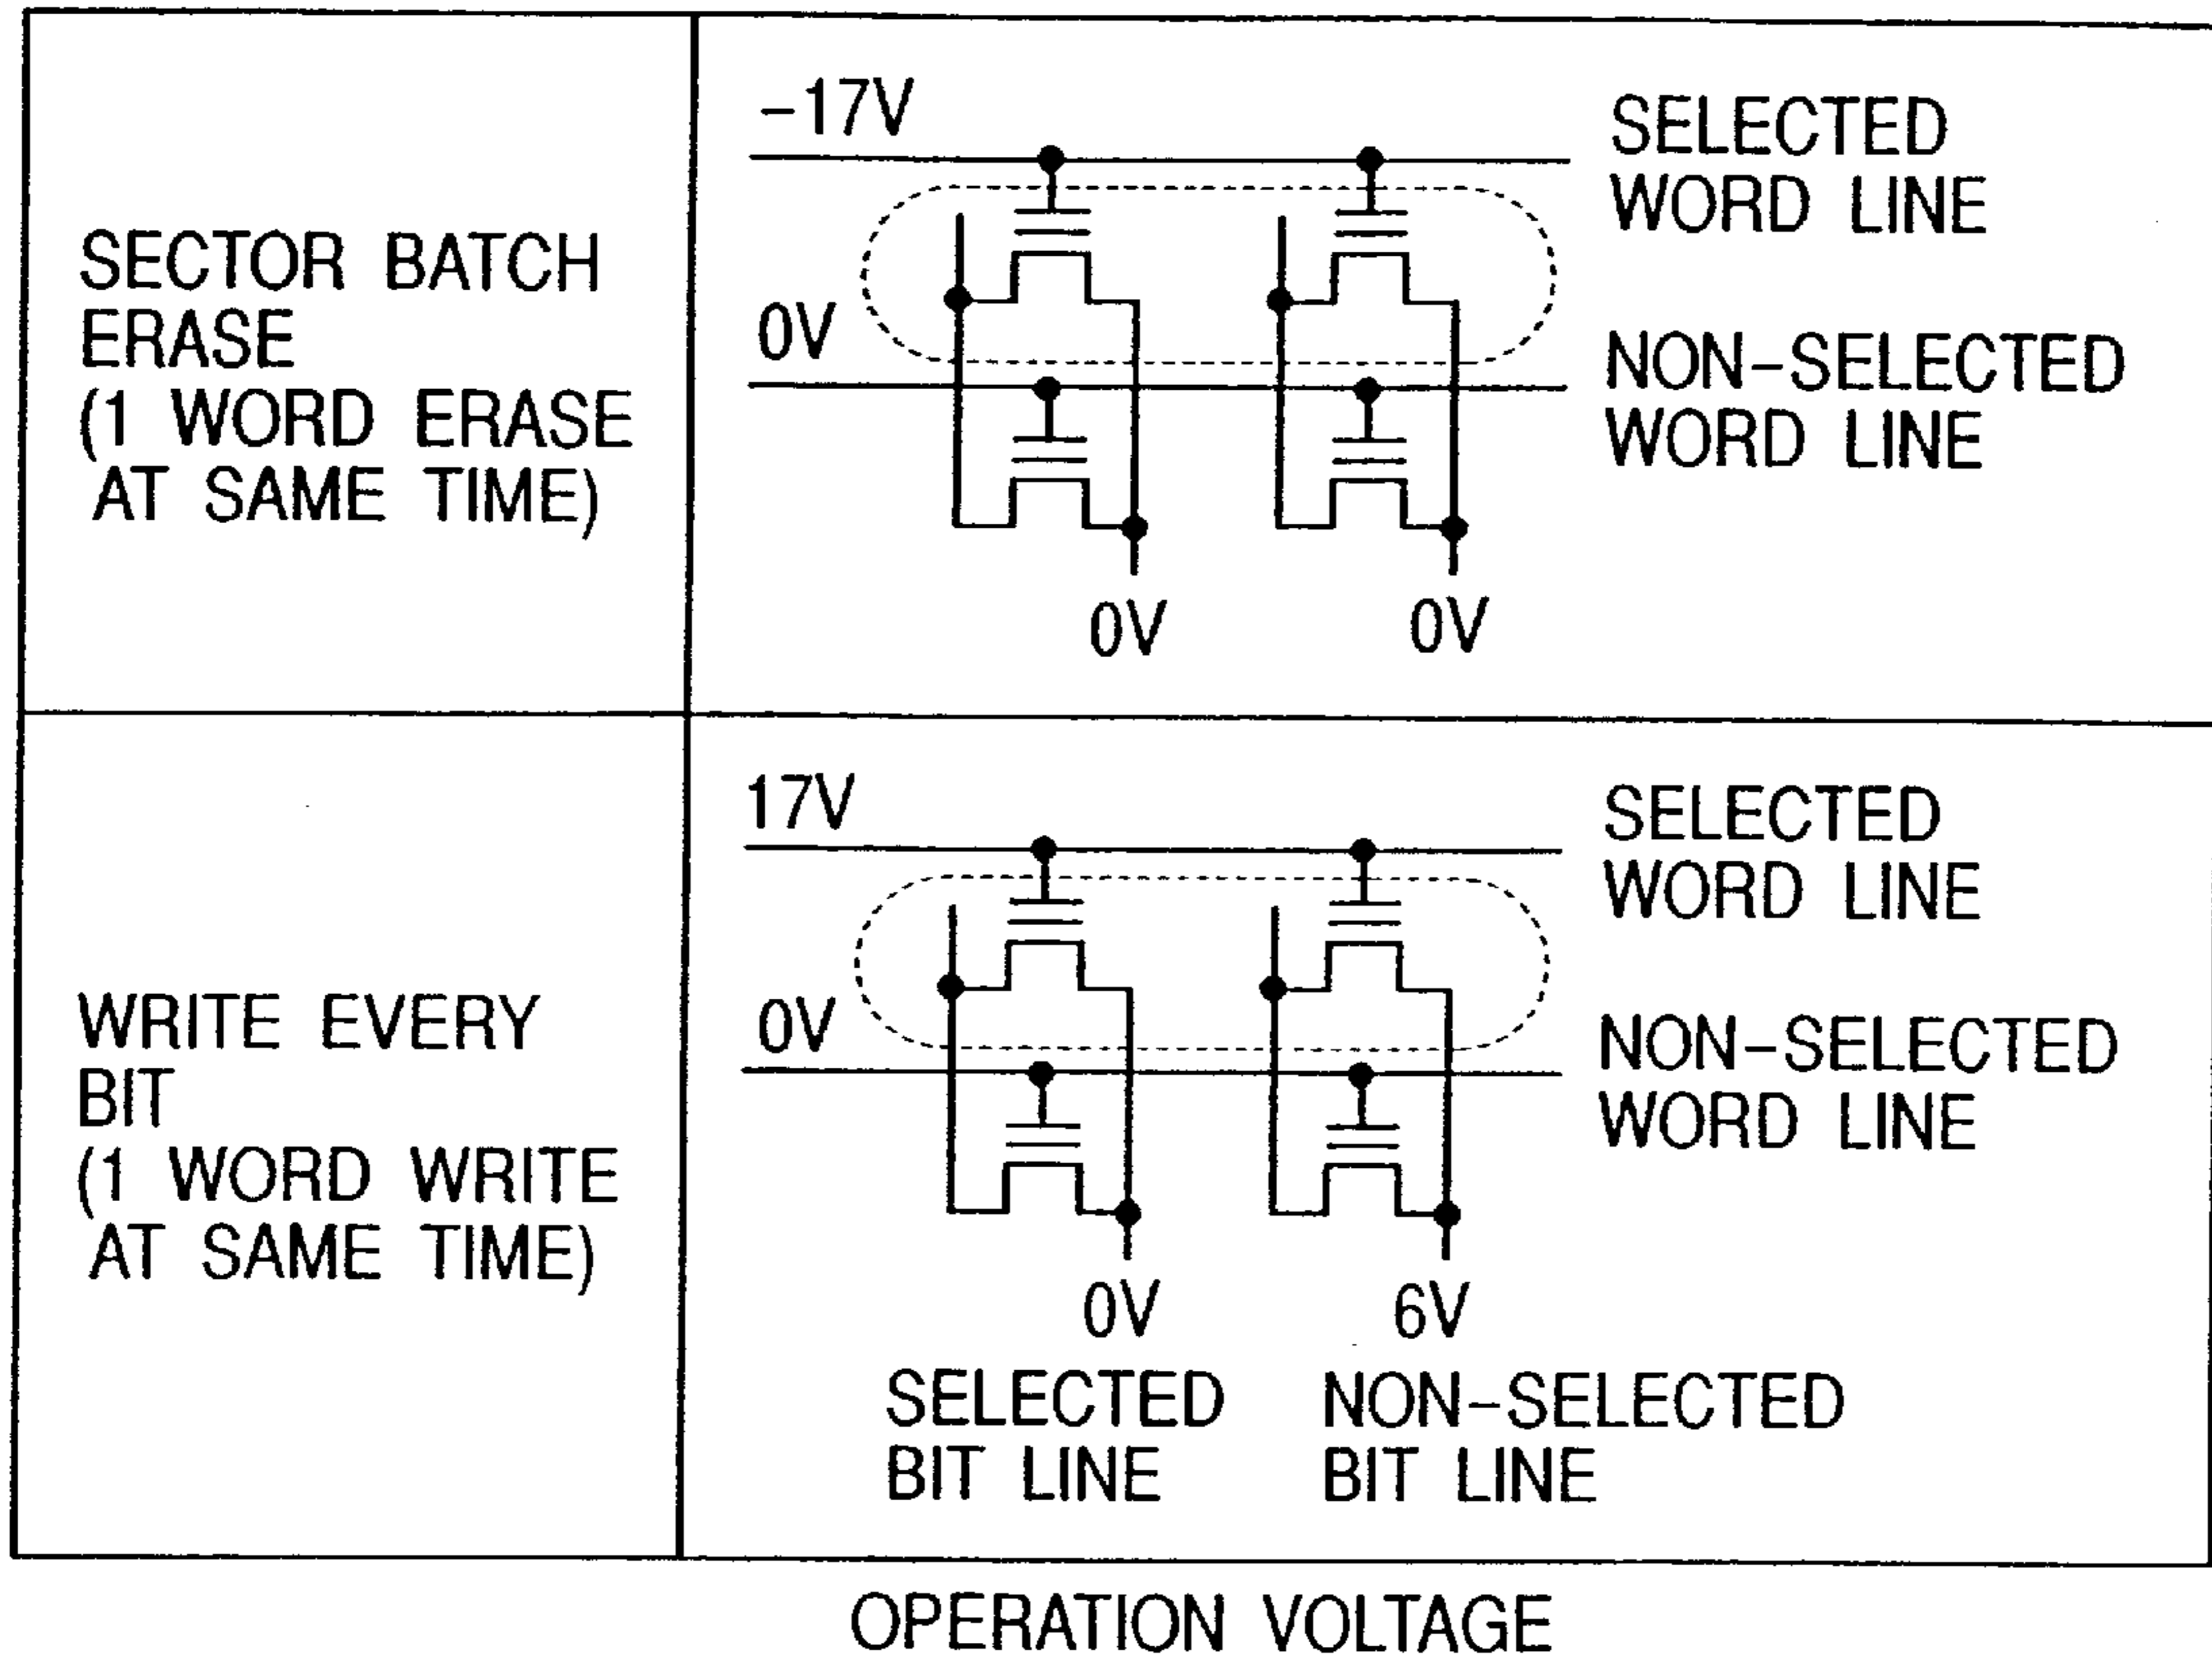 SECTOR BATCH
ERASE
(1 WORD ERASE
AT SAME TIME)
-17V
SELECTED
WORD LINE
0V
NON-SELECTED
WORD LINE
0V 0V
WRITE EVERY
BIT
(1 WORD WRITE
AT SAME TIME)
17V
SELECTED
WORD LINE
0V
NON-SELECTED
WORD LINE
0V 6V
SELECTED
BIT LINE
NON-SELECTED
BIT LINE
OPERATION VOLTAGE